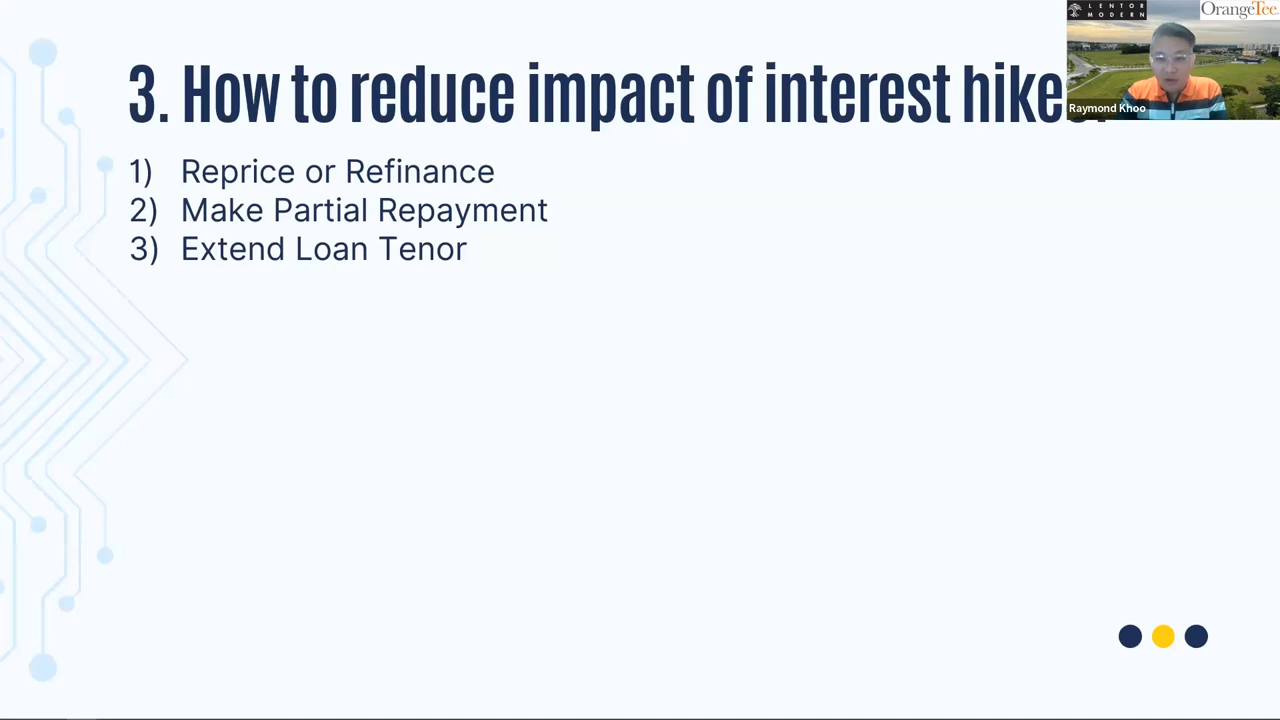 LENTOR
MODERN
OrangeTee
Raymond Khoo
3. How to reduce impact of interest
1) Reprice or Refinance
2) Make Partial Repayment
3) Extend Loan Tenor